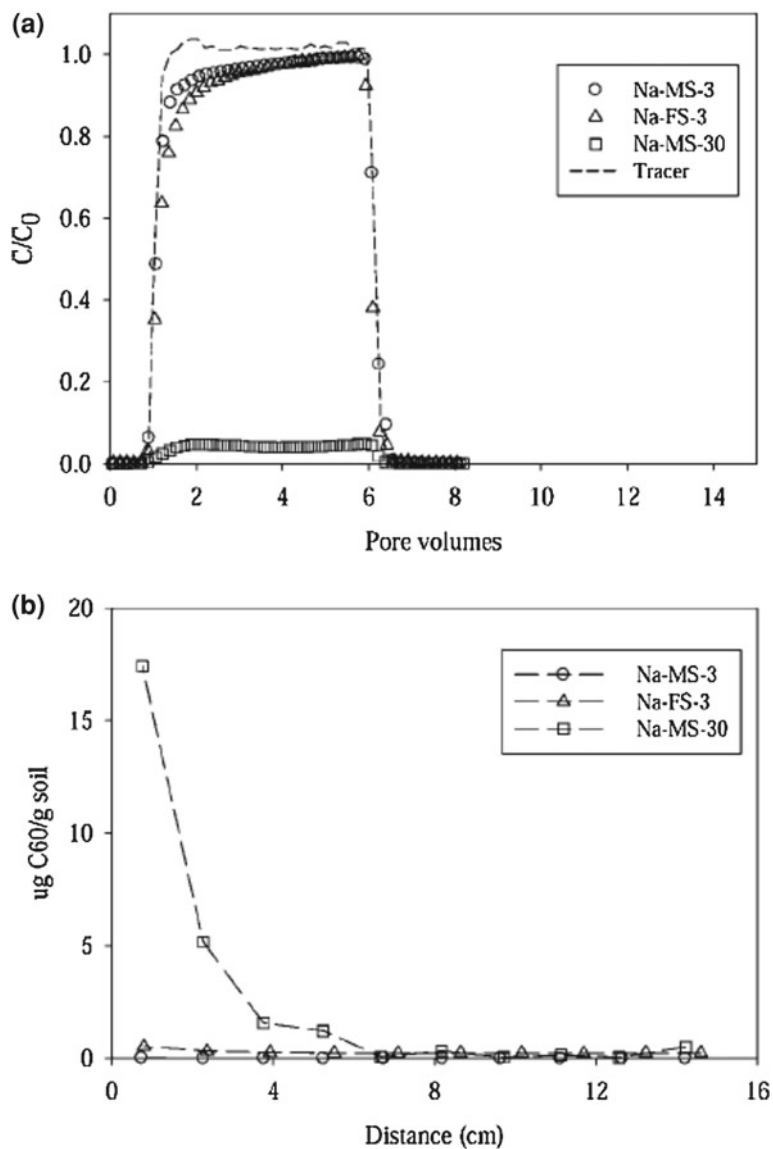 (a)
1.0
0.8
0.6
0.4
0.2
0.0
C/C0
0 2 4 6 8 10 12 14
Pore volumes
Na-MS-3
Na-FS-3
Na-MS-30
Tracer
(b)
20
15
10
5
0
ug C60/g soil
0 4 8 12 16
Distance (cm)
Na-MS-3
Na-FS-3
Na-MS-30